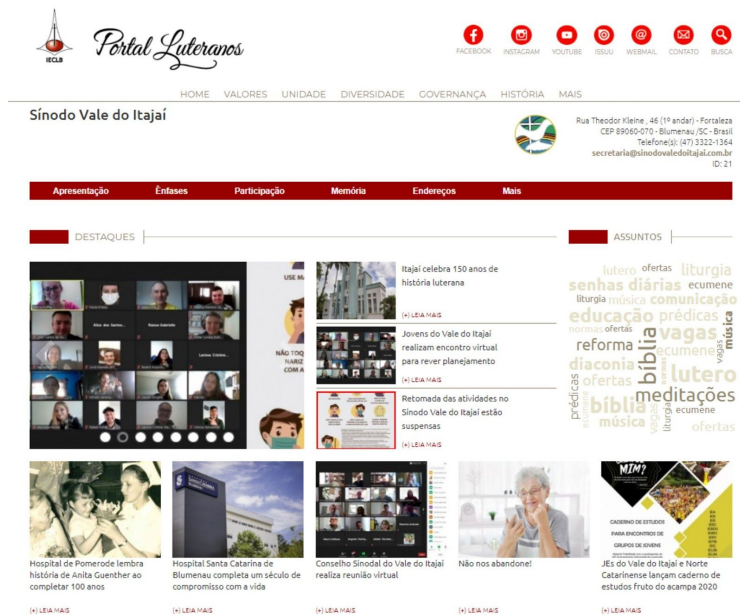 IECLB
Portal Luteranos
FACEBOOK INSTAGRAM YOUTUBE ISSUU WEBMAIL CONTATO BUSCA
HOME VALORES UNIDADE DIVERSIDADE GOVERNANÇA HISTÓRIA MAIS
Sínodo Vale do Itajaí
Rua Theodor Kleine , 46 (1º andar) - Fortaleza
CEP 89060-070 - Blumenau /SC - Brasil
Telefone(s): (47) 3322-1364
secretaria@sinodovaledoitajai.com.br
ID: 21
Apresentação Ênfases Participação Memória Endereços Mais
DESTAQUES
Itajaí celebra 150 anos de
história luterana
(+) LEIA MAIS
Jovens do Vale do Itajaí
realizam encontro virtual
para rever planejamento
(+) LEIA MAIS
Retomada das atividades no
Sínodo Vale do Itajaí estão
suspensas
(+) LEIA MAIS
ASSUNTOS
lutero ofertas liturgia
senhas diárias ecumene
liturgia música comunicação
educação prédicas
normas ofertas bíblia vagas música
reforma ecumene vagas
diaconia normas lutero
prédicas ofertas meditações
ecumene bíblia vagas liturgia ecumene
música ofertas
Hospital de Pomerode lembra
história de Anita Guenther ao
completar 100 anos
(+) LEIA MAIS
Hospital Santa Catarina de
Blumenau completa um século de
compromisso com a vida
(+) LEIA MAIS
Conselho Sinodal do Vale do Itajaí
realiza reunião virtual
(+) LEIA MAIS
Não nos abandone!
(+) LEIA MAIS
MIM?
CADERNO DE ESTUDOS
PARA ENCONTROS DE
GRUPOS DE JOVENS
JEs do Vale do Itajaí e Norte
Catarinense lançam caderno de
estudos fruto do acampa 2020
(+) LEIA MAIS